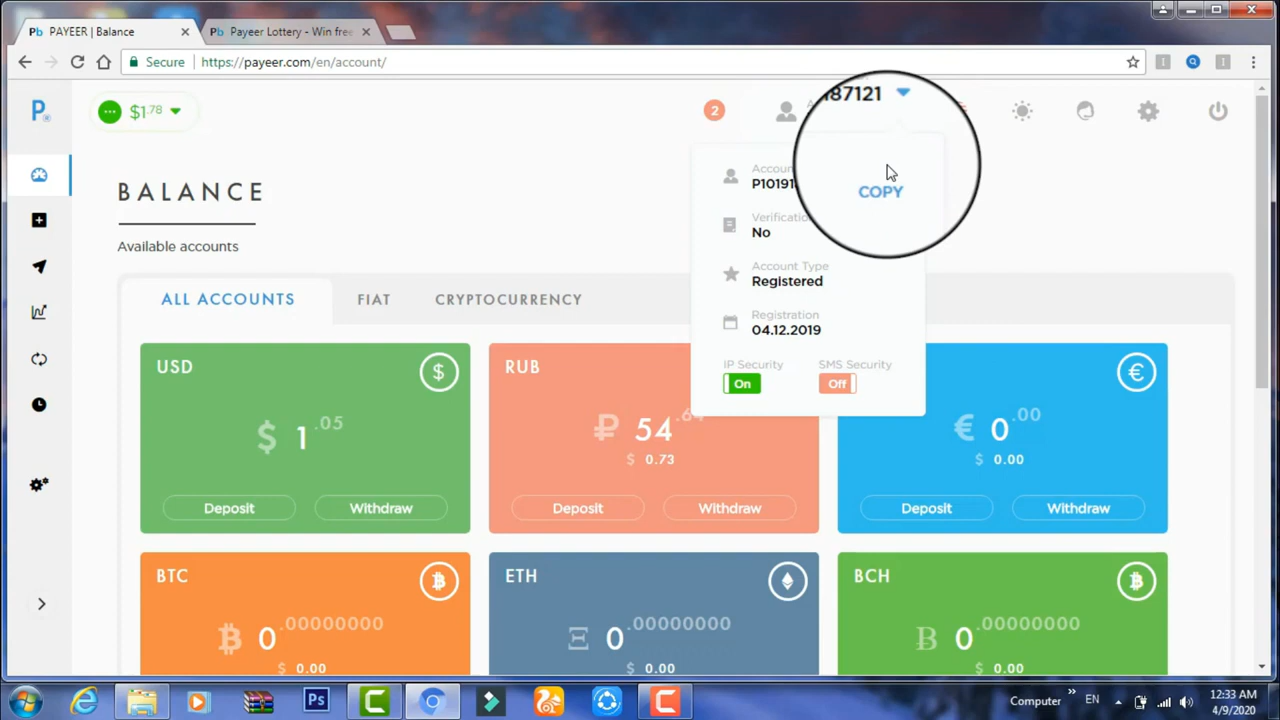 PAYEER | Balance
Payeer Lottery - Win free
Secure
https://payeer.com/en/account/
$1.78
2
187121
Account
P1019187121
COPY
Verification
No
Account Type
Registered
Registration
04.12.2019
IP Security
SMS Security
On
Off
BALANCE
Available accounts
ALL ACCOUNTS
FIAT
CRYPTOCURRENCY
USD
$
$ 1.05
Deposit
Withdraw
RUB
₽ 54.64
$ 0.73
Deposit
Withdraw
€
€ 0.00
$ 0.00
Deposit
Withdraw
BTC
0.00000000
$ 0.00
ETH
Ξ 0.00000000
$ 0.00
BCH
0.00000000
$ 0.00
Ps
Computer
EN
12:33 AM
4/9/2020